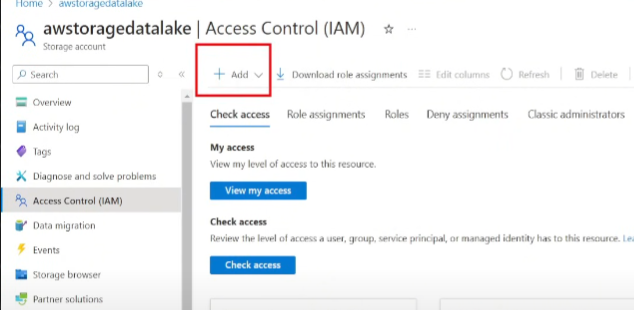 Home > awstoragedatalake
awstoragedatalake | Access Control (IAM) ☆ ...
Storage account
Search
«
+ Add Download role assignments Edit columns Refresh Delete
Overview
Activity log
Tags
Diagnose and solve problems
Access Control (IAM)
Data migration
Events
Storage browser
Partner solutions
Check access Role assignments Roles Deny assignments Classic administrators
My access
View my level of access to this resource.
View my access
Check access
Review the level of access a user, group, service principal, or managed identity has to this resource. Lea
Check access